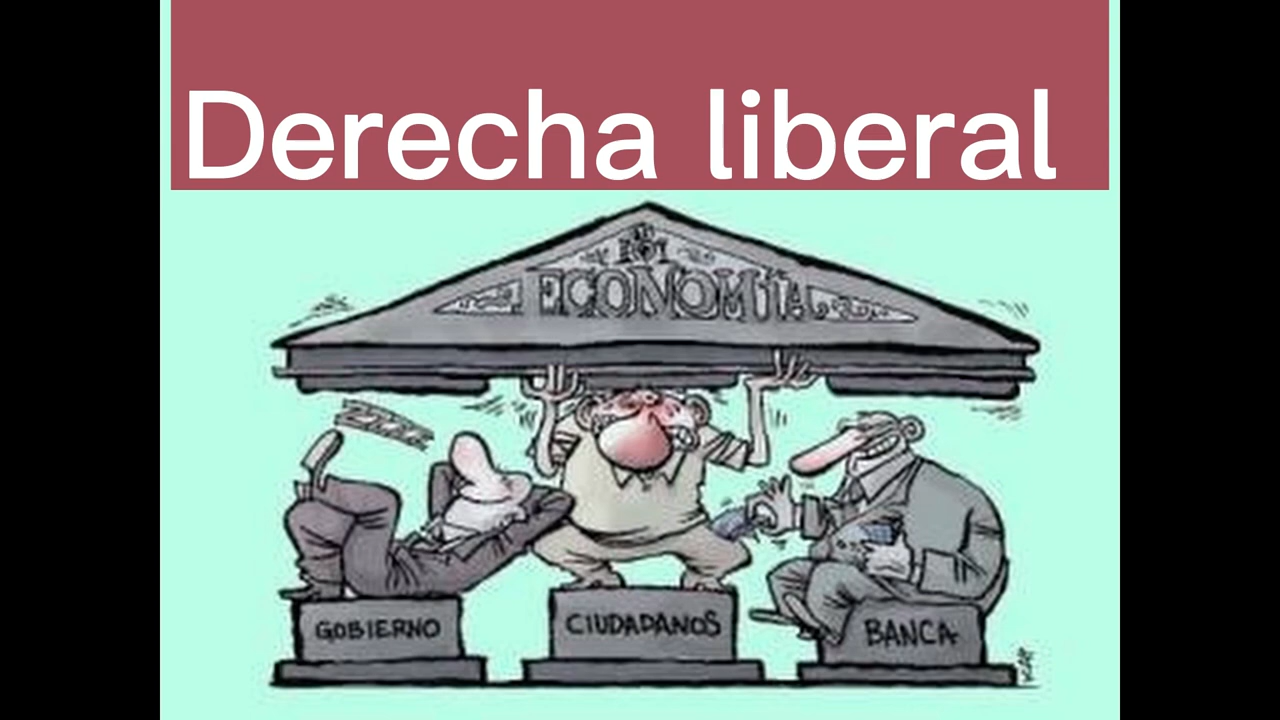 Derecha liberal
ECONOMÍA
GOBIERNO
CIUDADANOS
BANCA